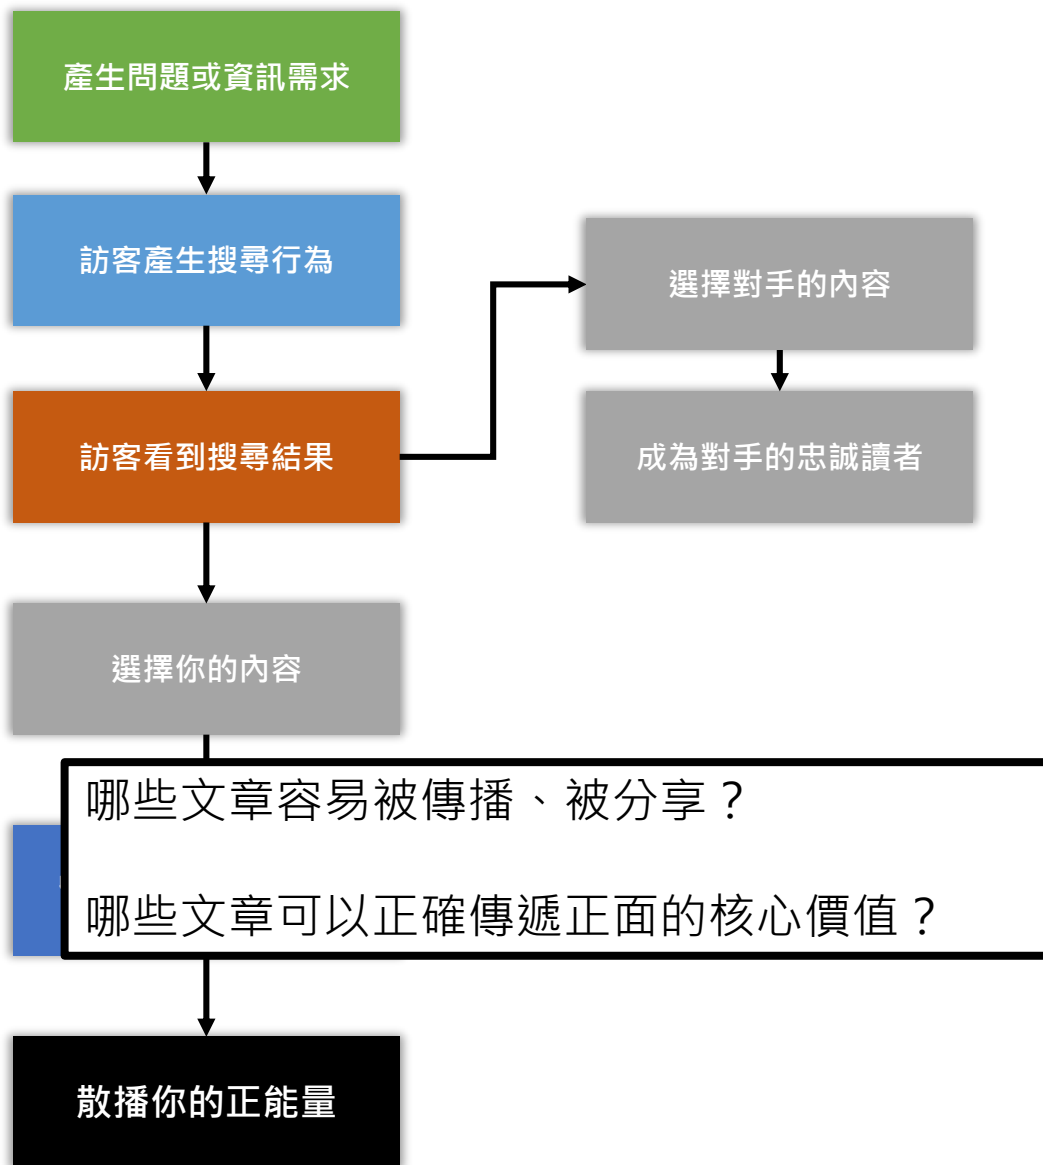 產生問題或資訊需求
訪客產生搜尋行為
選擇對手的內容
訪客看到搜尋結果
成為對手的忠誠讀者
選擇你的內容
哪些文章容易被傳播、被分享？
哪些文章可以正確傳遞正面的核心價值？
散播你的正能量